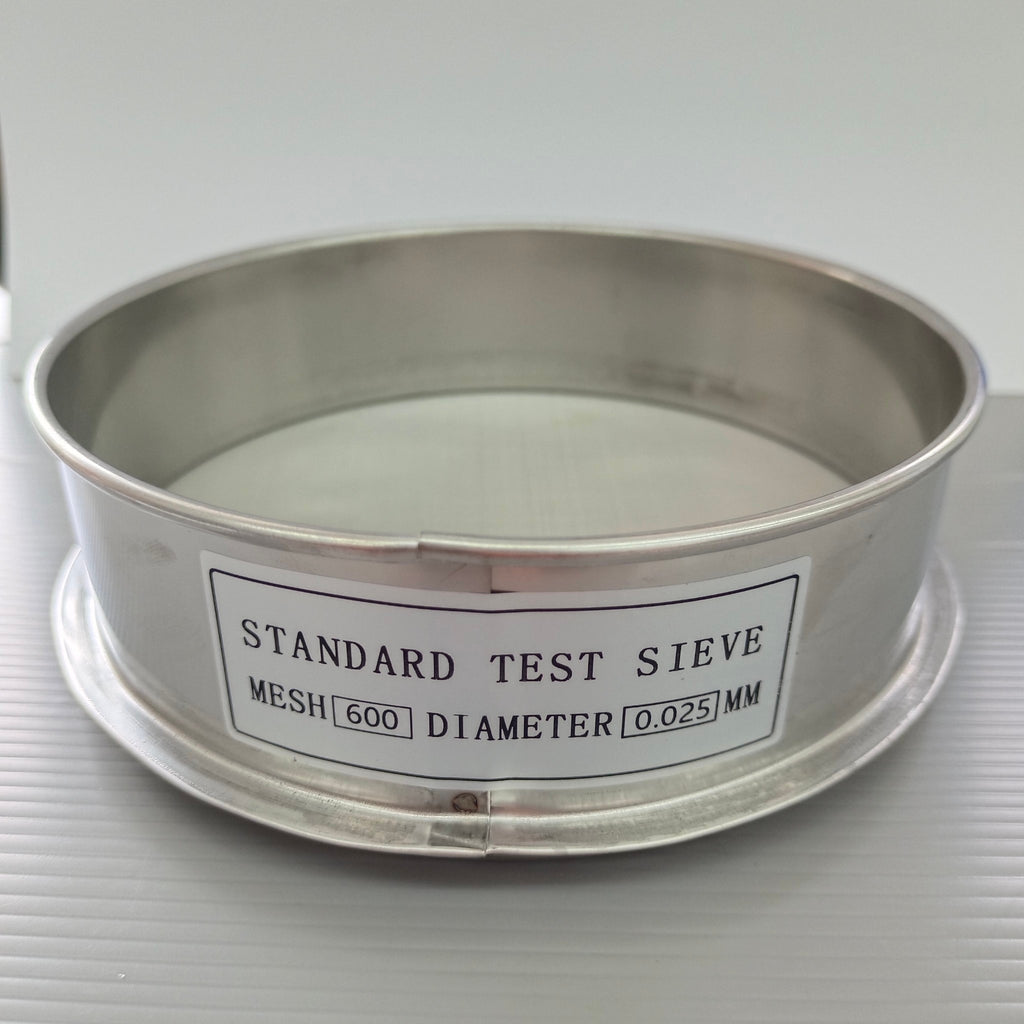 STANDARD TEST SIEVE
MESH 600 DIAMETER 0.025 MM